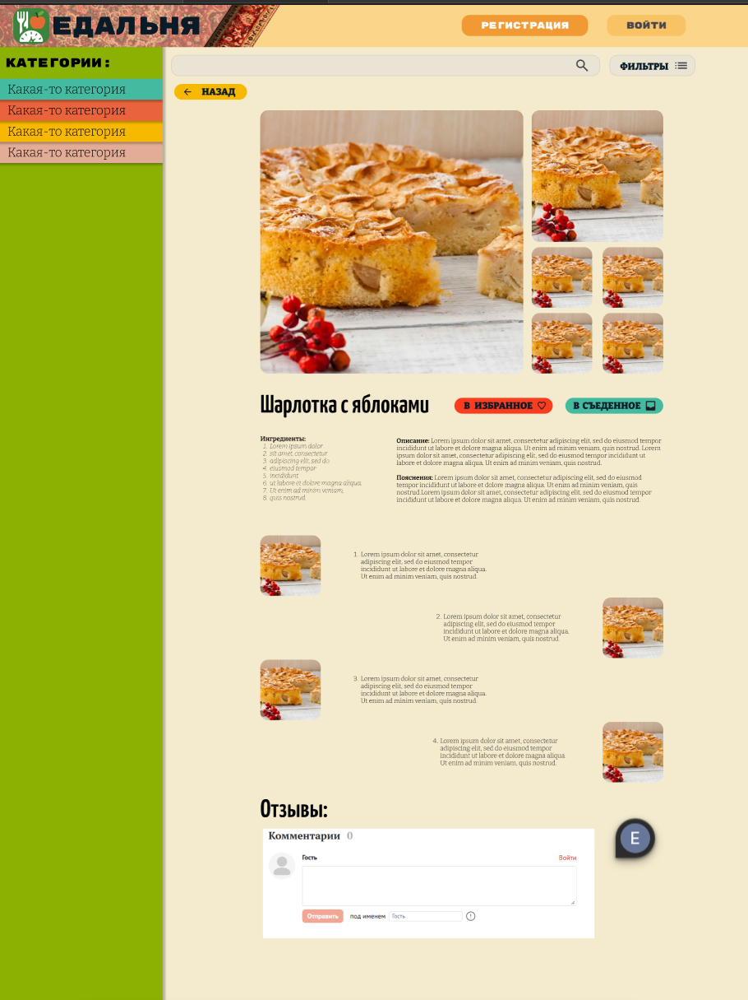 ЕДАЛЬНЯ
РЕГИСТРАЦИЯ
ВОЙТИ
КАТЕГОРИИ:
ФИЛЬТРЫ
Какая-то категория
Какая-то категория
Какая-то категория
Какая-то категория
НАЗАД
Шарлотка с яблоками
В ИЗБРАННОЕ
В СЪЕДЕННОЕ
Ингредиенты:
1. Lorem ipsum dolor
2. sit amet, consectetur
3. adipiscing elit, sed do
4. eiusmod tempor
5. incididunt
6. ut labore et dolore magna aliqua.
7. Ut enim ad minim veniam,
8. quis nostrud.
Описание: Lorem ipsum dolor sit amet, consectetur adipiscing elit, sed do eiusmod tempor
incididunt ut labore et dolore magna aliqua. Ut enim ad minim veniam, quis nostrud. Lorem
ipsum dolor sit amet, consectetur adipiscing elit, sed do eiusmod tempor incididunt ut
labore et dolore magna aliqua. Ut enim ad minim veniam, quis nostrud.
Пояснения: Lorem ipsum dolor sit amet, consectetur adipiscing elit, sed do eiusmod
tempor incididunt ut labore et dolore magna aliqua. Ut enim ad minim veniam, quis
nostrud.Lorem ipsum dolor sit amet, consectetur adipiscing elit, sed do eiusmod tempor
incididunt ut labore et dolore magna aliqua. Ut enim ad minim veniam, quis nostrud.
1. Lorem ipsum dolor sit amet, consectetur
adipiscing elit, sed do eiusmod tempor
incididunt ut labore et dolore magna aliqua.
Ut enim ad minim veniam, quis nostrud.
2. Lorem ipsum dolor sit amet, consectetur
adipiscing elit, sed do eiusmod tempor
incididunt ut labore et dolore magna aliqua.
Ut enim ad minim veniam, quis nostrud.
3. Lorem ipsum dolor sit amet, consectetur
adipiscing elit, sed do eiusmod tempor
incididunt ut labore et dolore magna aliqua.
Ut enim ad minim veniam, quis nostrud.
4. Lorem ipsum dolor sit amet, consectetur
adipiscing elit, sed do eiusmod tempor
incididunt ut labore et dolore magna aliqua.
Ut enim ad minim veniam, quis nostrud.
Отзывы:
Комментарии 0
E
Гость
Войти
Отправить
под именем
Гость